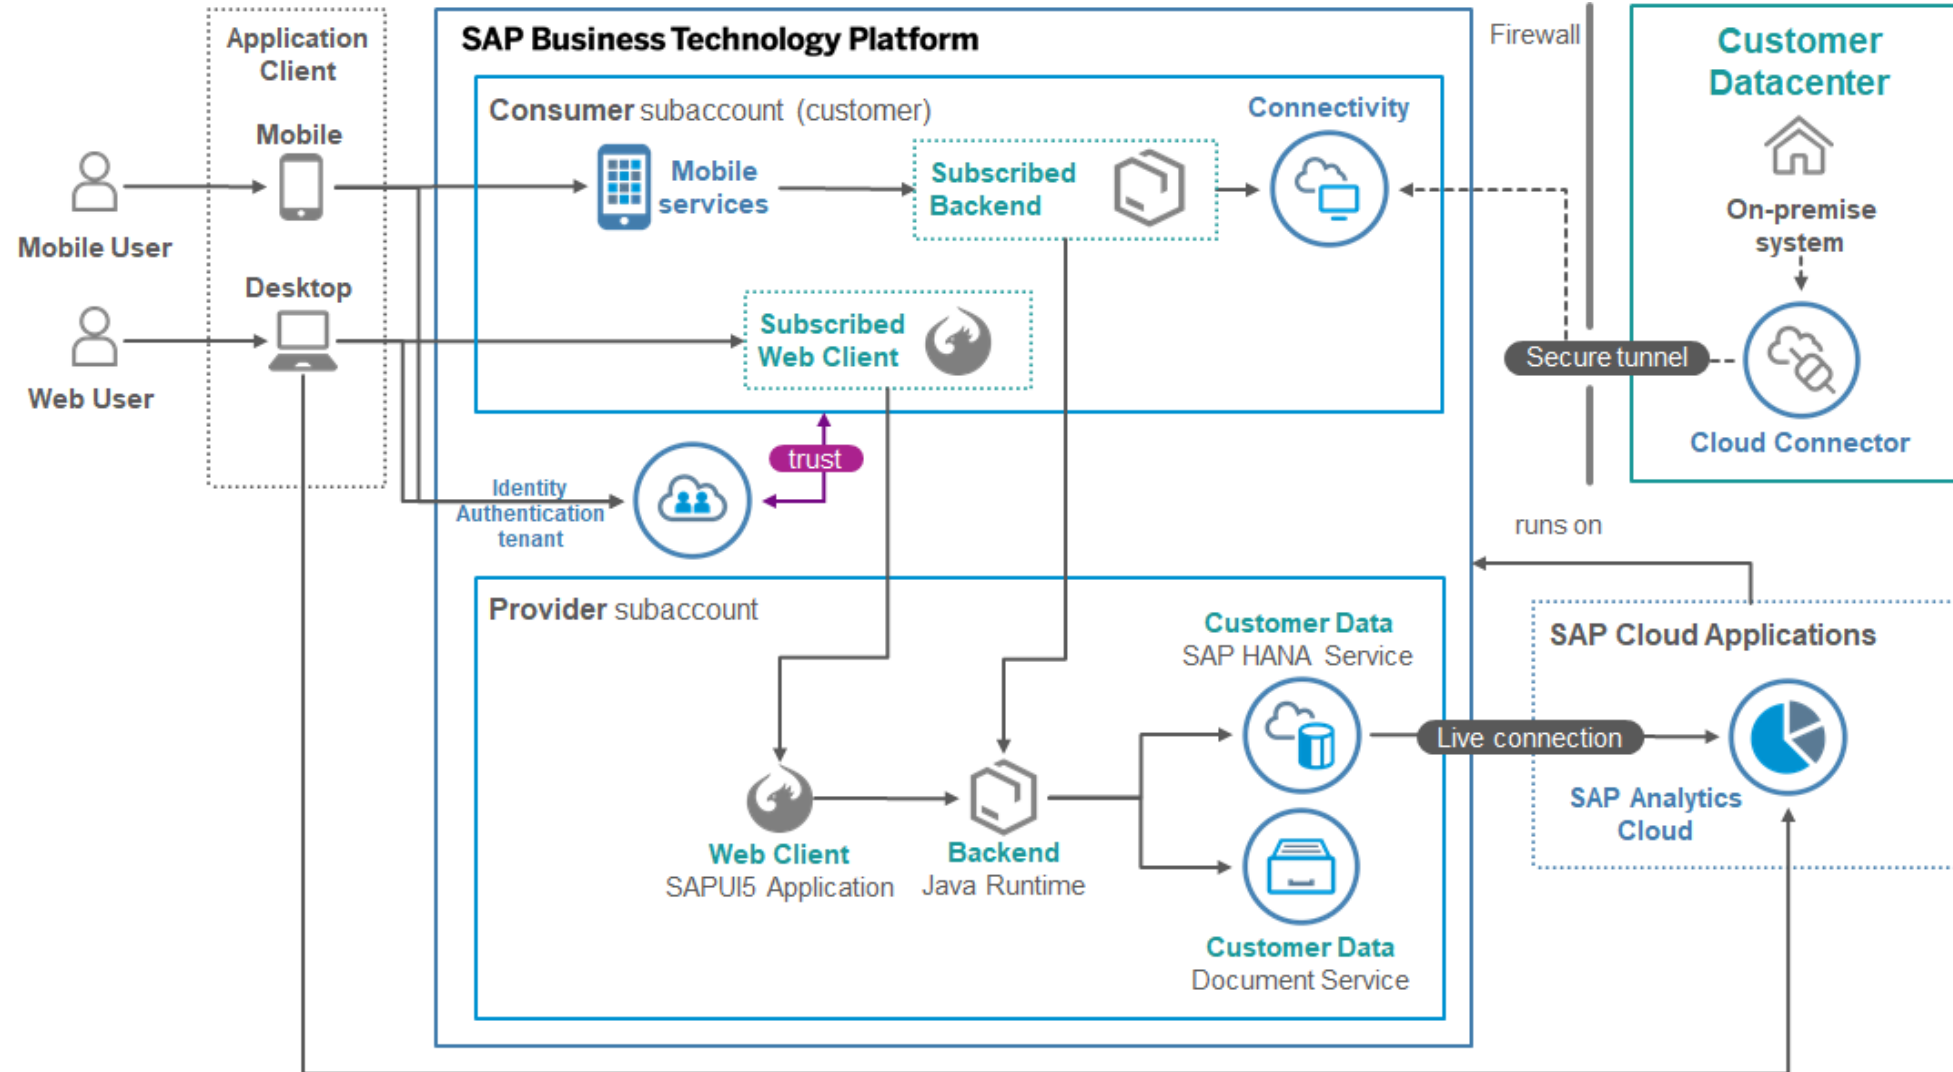 Application
Client
Mobile
Mobile User
Desktop
Web User
SAP Business Technology Platform
Consumer subaccount (customer)
Mobile
services
Subscribed
Backend
Connectivity
Subscribed
Web Client
trust
Identity
Authentication
tenant
Provider subaccount
Web Client
SAPUI5 Application
Backend
Java Runtime
Customer Data
SAP HANA Service
Customer Data
Document Service
Firewall
Customer
Datacenter
On-premise
system
Secure tunnel
Cloud Connector
runs on
SAP Cloud Applications
Live connection
SAP Analytics
Cloud